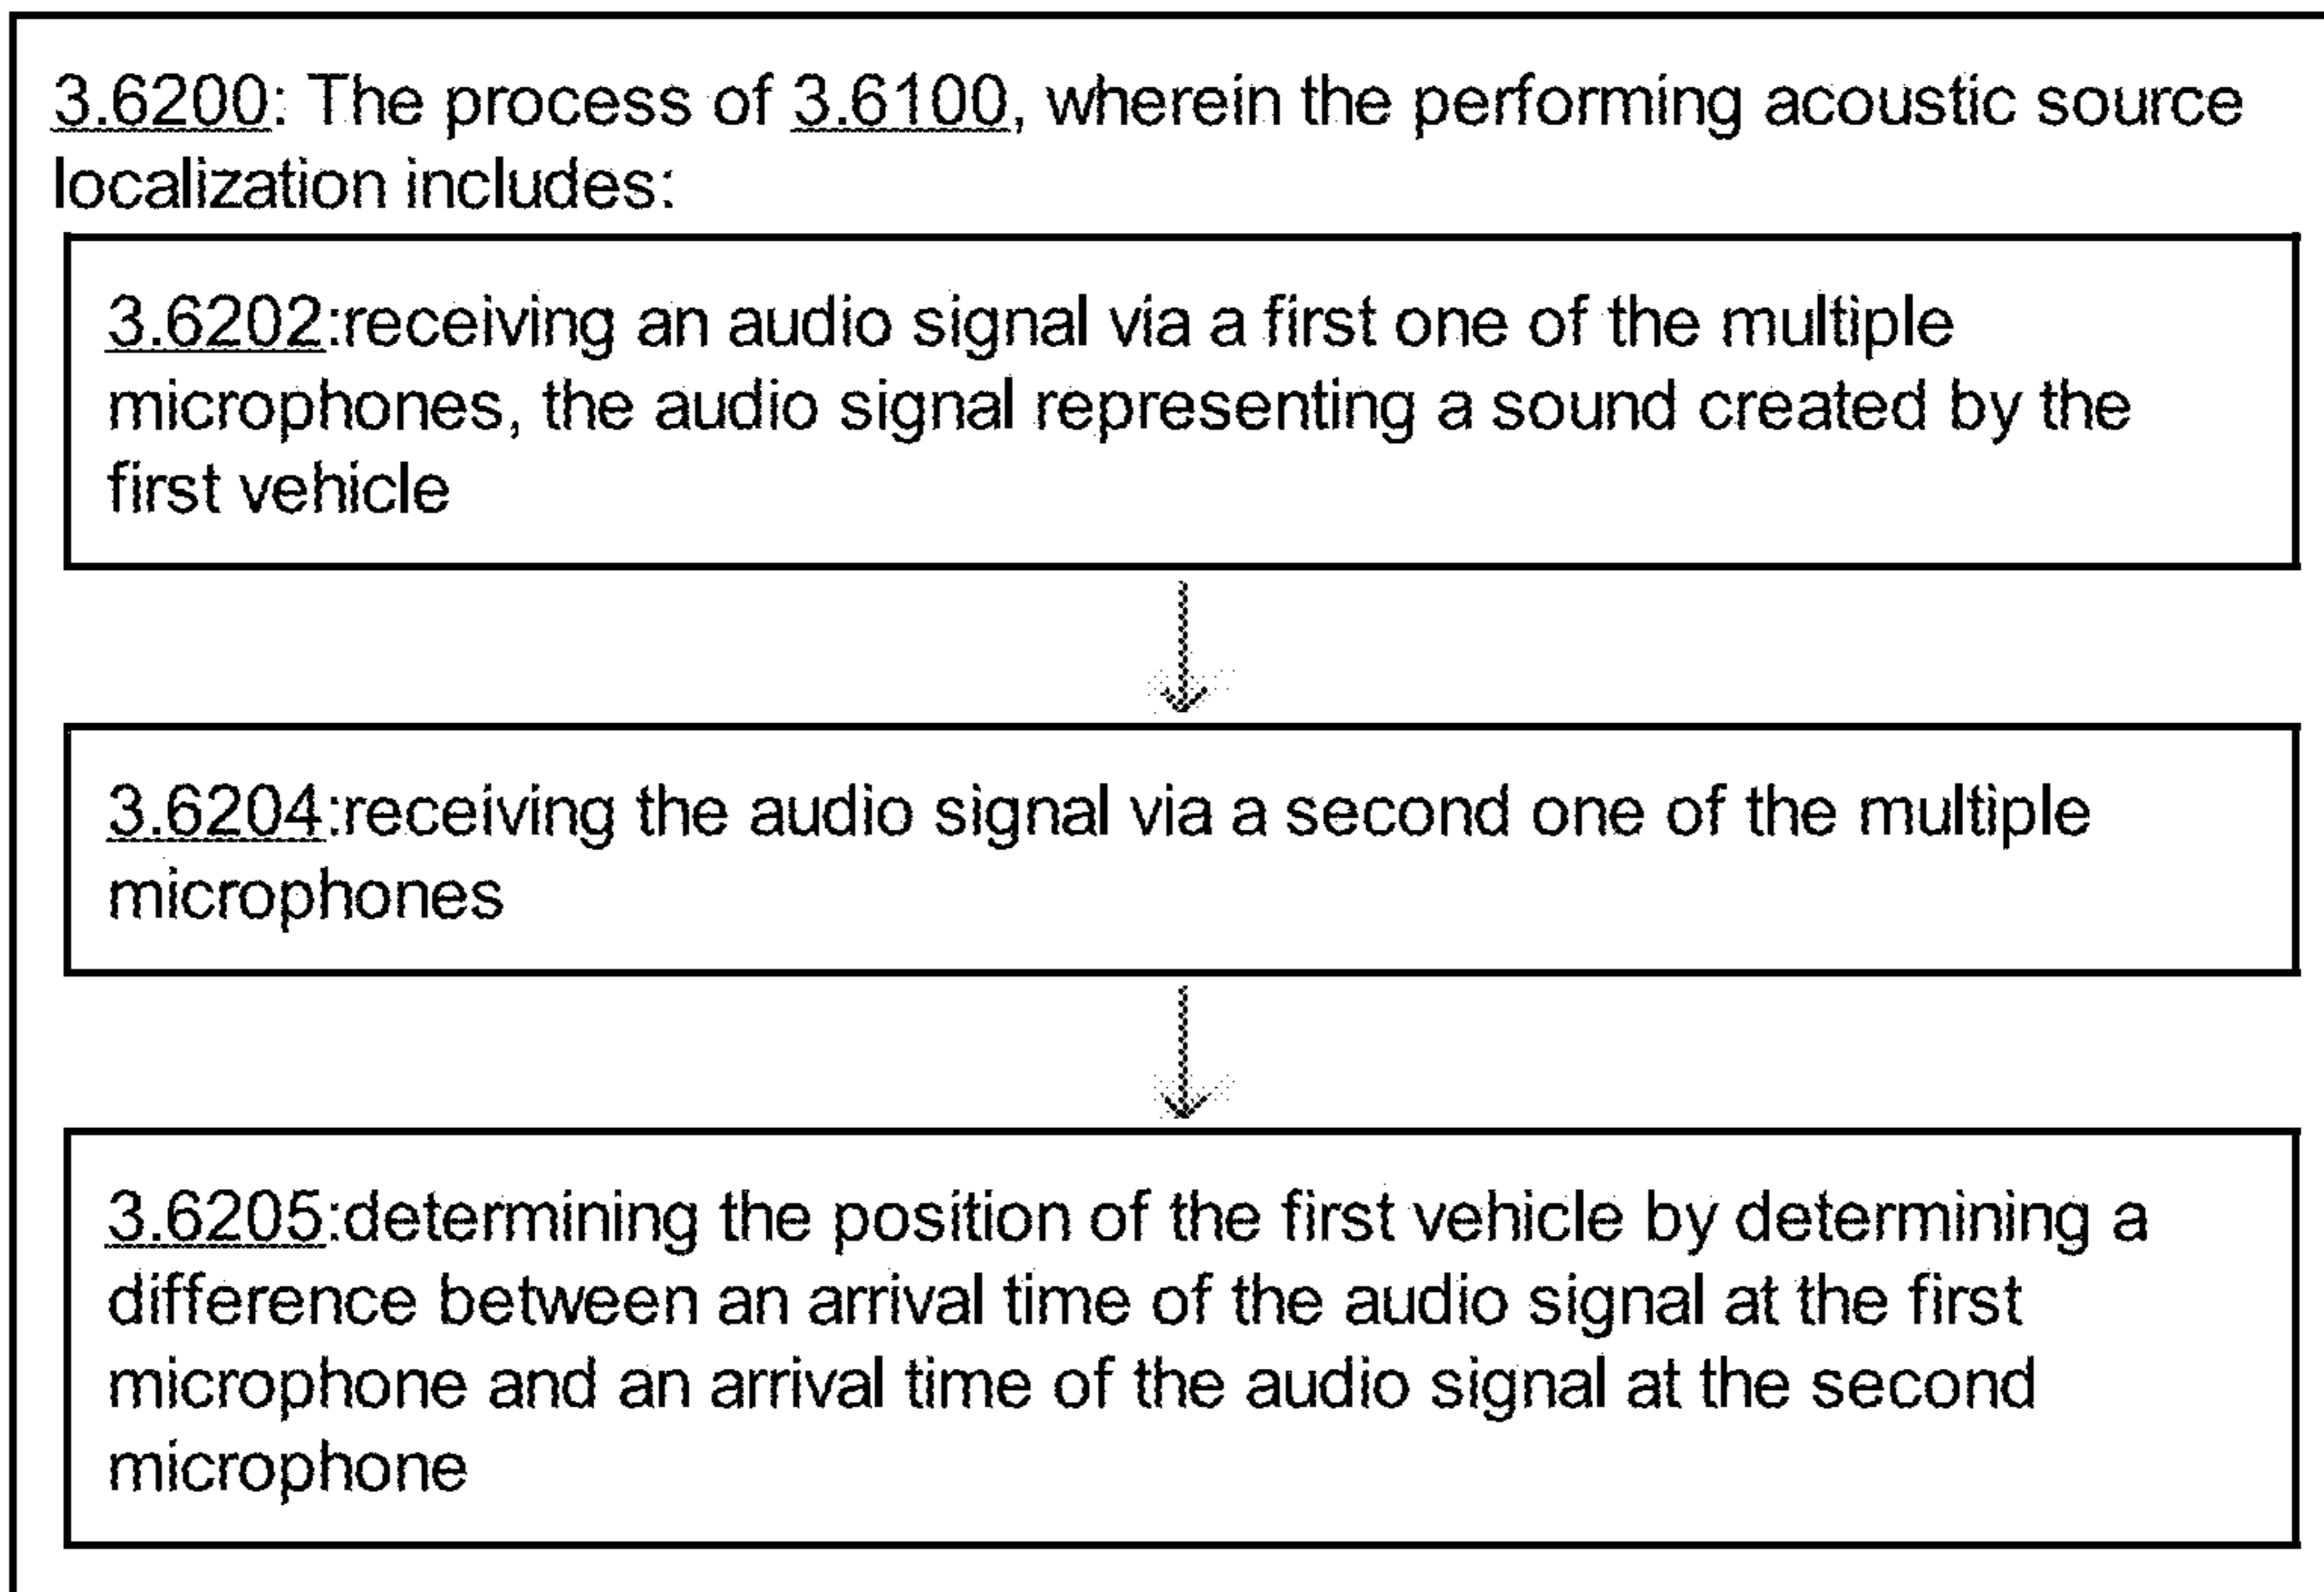 3.6200: The process of 3.6100, wherein the performing acoustic source
localization includes:
3.6202:receiving an audio signal via a first one of the multiple
microphones, the audio signal representing a sound created by the
first vehicle
3.6204:receiving the audio signal via a second one of the multiple
microphones
3.6205:determining the position of the first vehicle by determining a
difference between an arrival time of the audio signal at the first
microphone and an arrival time of the audio signal at the second
microphone